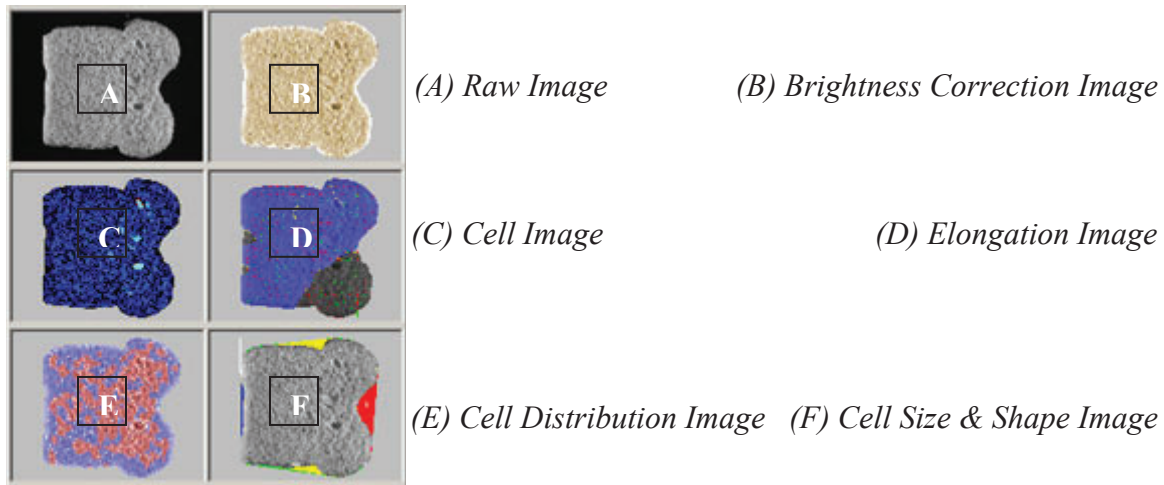 A B (A) Raw Image (B) Brightness Correction Image
C D (C) Cell Image (D) Elongation Image
E F (E) Cell Distribution Image (F) Cell Size & Shape Image